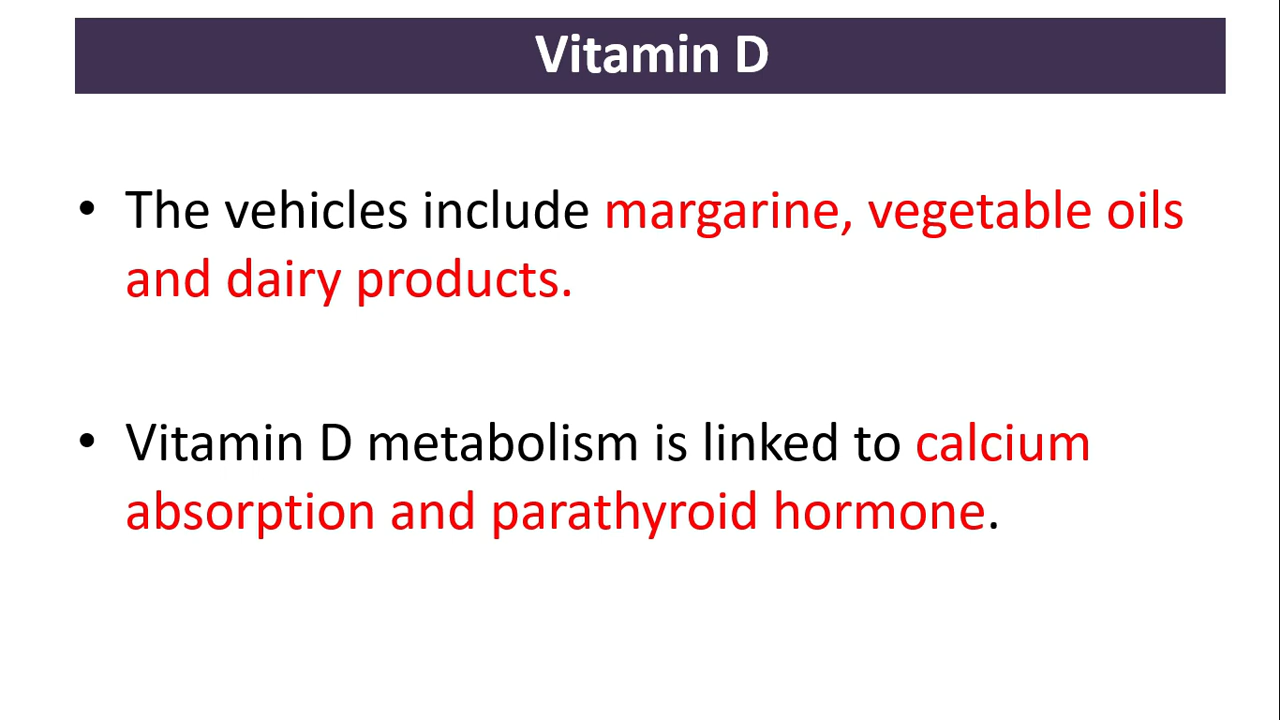 Vitamin D
• The vehicles include margarine, vegetable oils
and dairy products.
• Vitamin D metabolism is linked to calcium
absorption and parathyroid hormone.